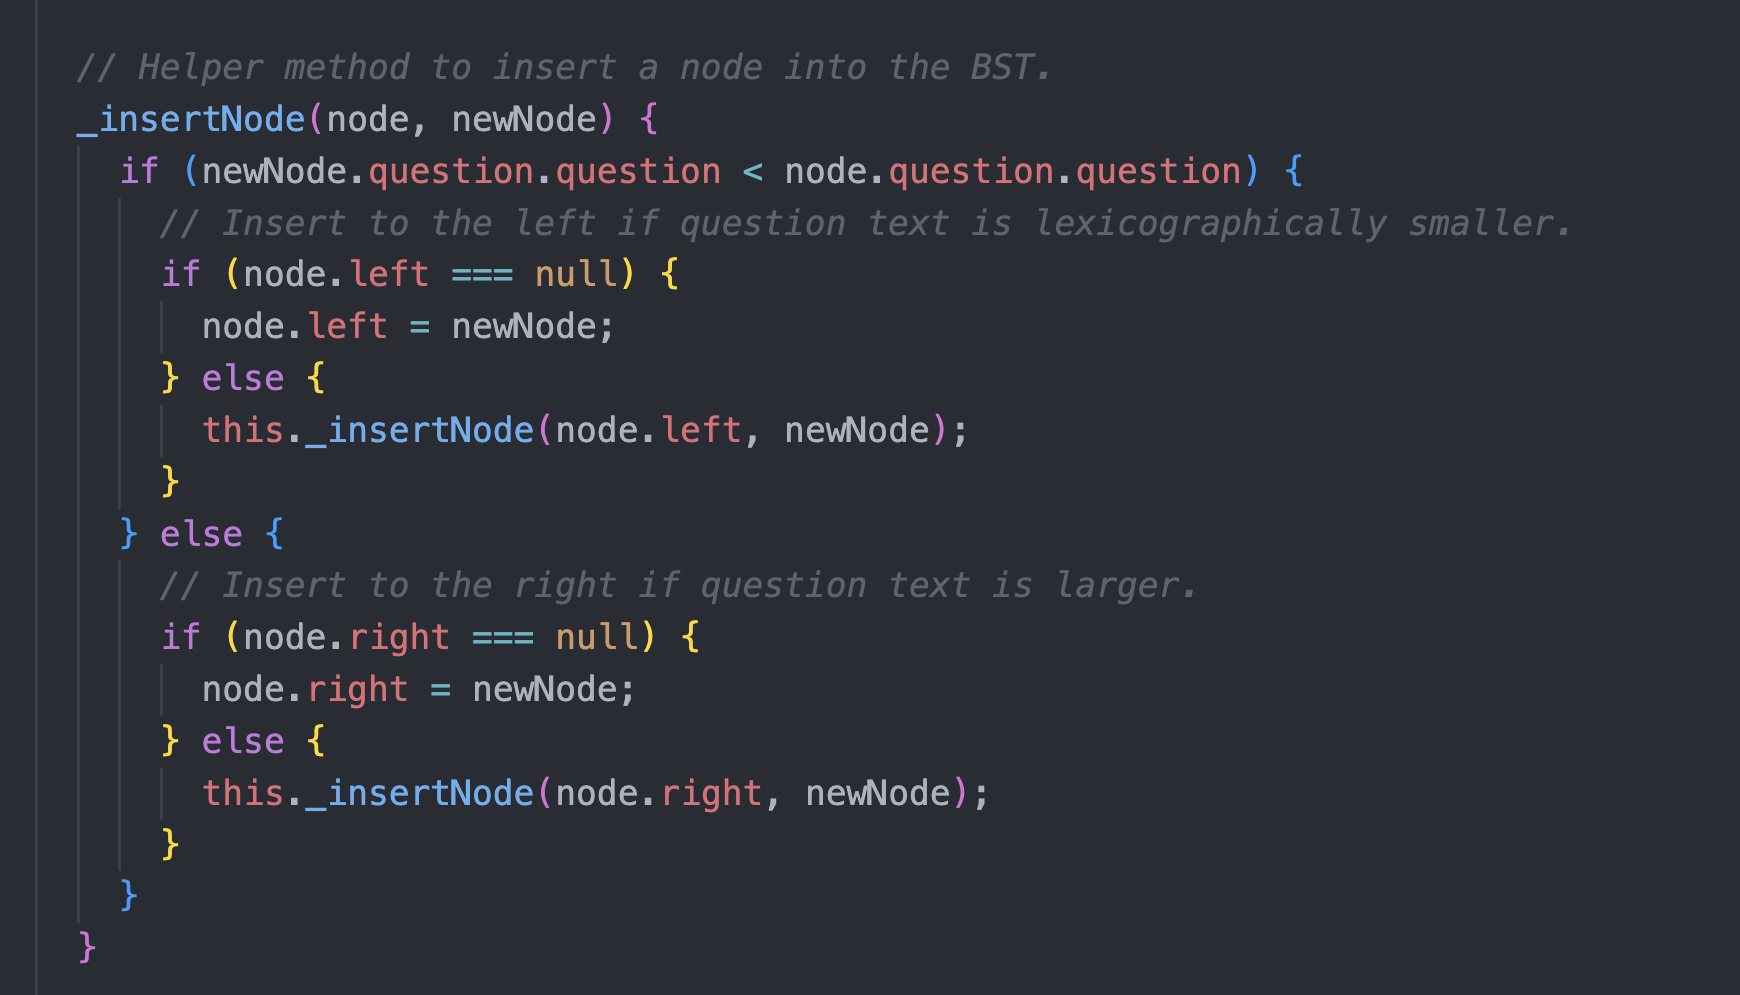 // Helper method to insert a node into the BST.
_insertNode(node, newNode) {
if (newNode.question.question < node.question.question) {
// Insert to the left if question text is lexicographically smaller.
if (node.left === null) {
node.left = newNode;
} else {
this._insertNode(node.left, newNode);
}
} else {
// Insert to the right if question text is larger.
if (node.right === null) {
node.right = newNode;
} else {
this._insertNode(node.right, newNode);
}
}
}